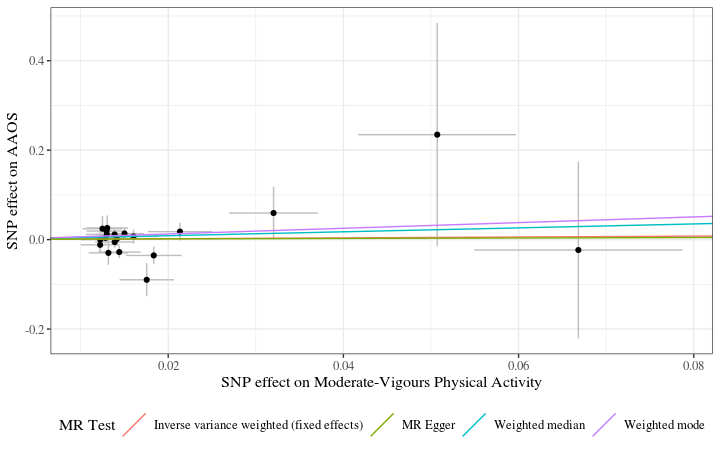 SNP effect on AAOS
0.4
0.2
0.0
-0.2
0.02 0.04 0.06 0.08
SNP effect on Moderate-Vigours Physical Activity
MR Test Inverse variance weighted (fixed effects) MR Egger Weighted median Weighted mode